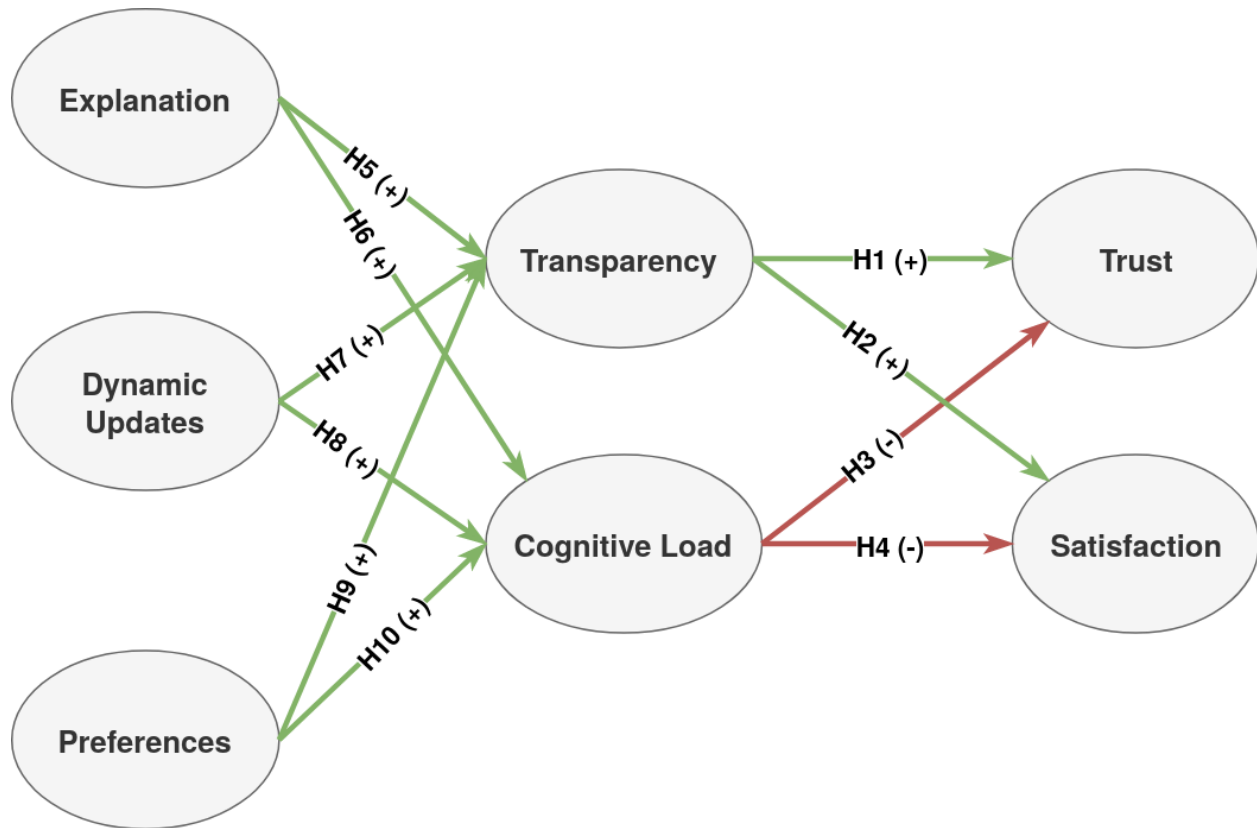 Explanation
H5 (+)
H6 (+)
Transparency
H1 (+)
Trust
H2 (+)
H7 (+)
Dynamic
Updates
H8 (+)
H3 (-)
Cognitive Load
H4 (-)
Satisfaction
H9 (+)
H10 (+)
Preferences